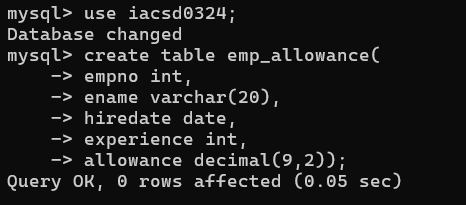 mysql> use iacsd0324;
Database changed
mysql> create table emp_allowance(
    -> empno int,
    -> ename varchar(20),
    -> hiredate date,
    -> experience int,
    -> allowance decimal(9,2));
Query OK, 0 rows affected (0.05 sec)